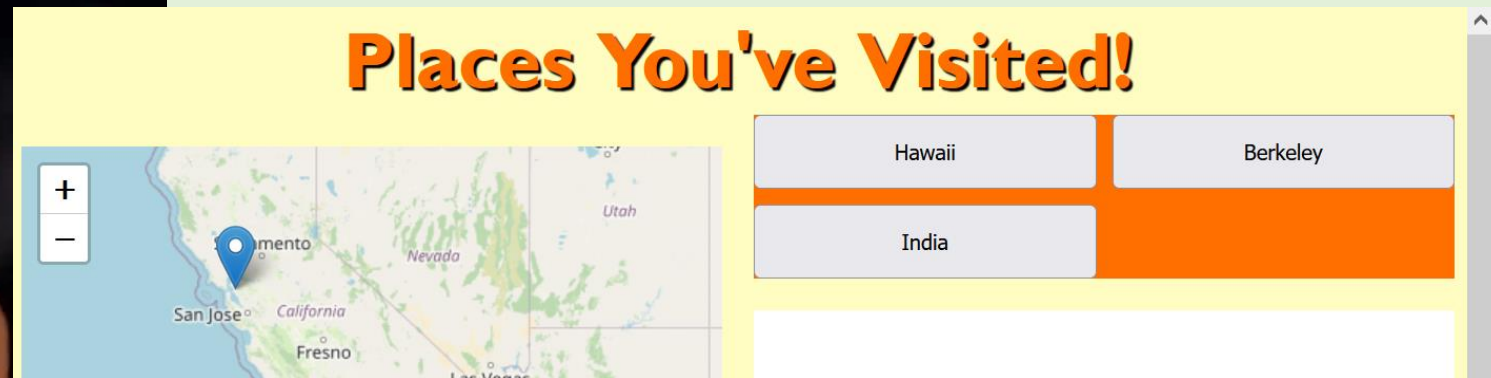 Places You've Visited!
Hawaii
Berkeley
India
+
−
Utah
Nevada
San Jose
California
Fresno